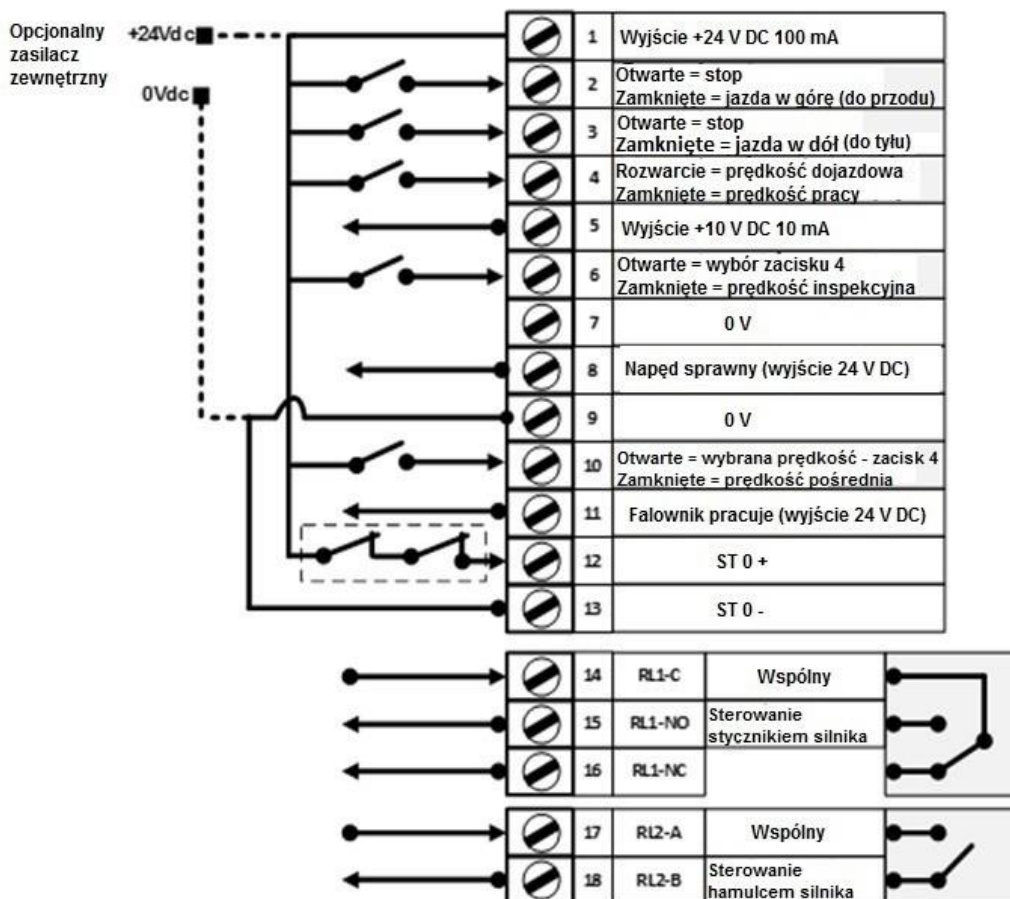 Opcjonalny
zasilacz
zewnętrzny
+24Vdc
0Vdc
1 Wyjście +24 V DC 100 mA
2 Otwarte = stop
Zamknięte = jazda w górę (do przodu)
3 Otwarte = stop
Zamknięte = jazda w dół (do tyłu)
4 Rozwarcie = prędkość dojazdowa
Zamknięte = prędkość pracy
5 Wyjście +10 V DC 10 mA
6 Otwarte = wybór zacisku 4
Zamknięte = prędkość inspekcyjna
7 0 V
8 Napęd sprawny (wyjście 24 V DC)
9 0 V
10 Otwarte = wybrana prędkość - zacisk 4
Zamknięte = prędkość pośrednia
11 Falownik pracuje (wyjście 24 V DC)
12 ST 0 +
13 ST 0 -
14 RL1-C Wspólny
15 RL1-NO Sterowanie
stycznikiem silnika
16 RL1-NC
17 RL2-A Wspólny
18 RL2-B Sterowanie
hamulcem silnika